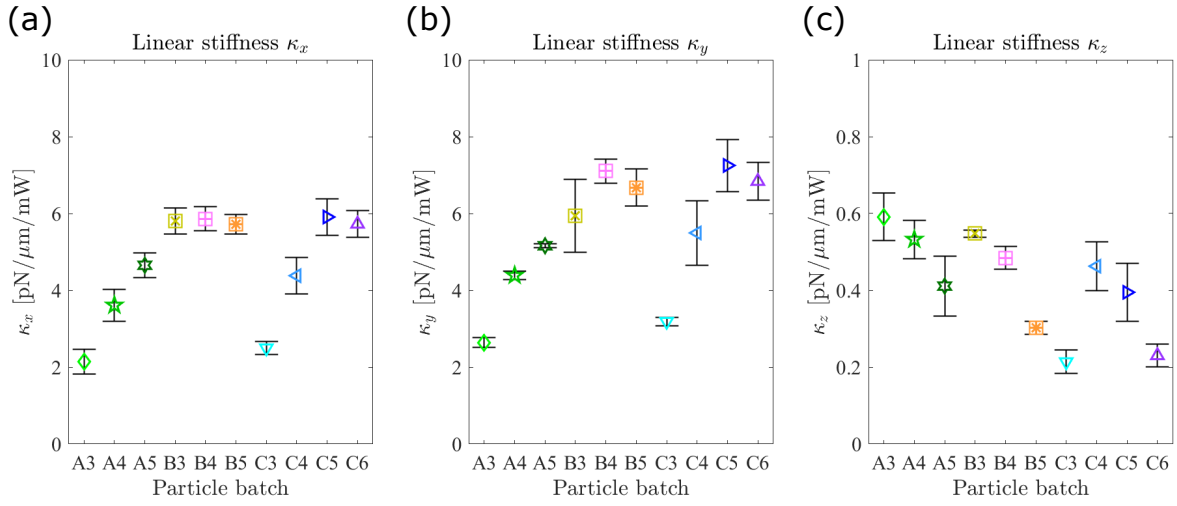 (a)
Linear stiffness κx
κx [pN/μm/mW]
10
8
6
4
2
0
A3 A4 A5 B3 B4 B5 C3 C4 C5 C6
Particle batch
(b)
Linear stiffness κy
κy [pN/μm/mW]
10
8
6
4
2
0
A3 A4 A5 B3 B4 B5 C3 C4 C5 C6
Particle batch
(c)
Linear stiffness κz
κz [pN/μm/mW]
1
0.8
0.6
0.4
0.2
0
A3 A4 A5 B3 B4 B5 C3 C4 C5 C6
Particle batch